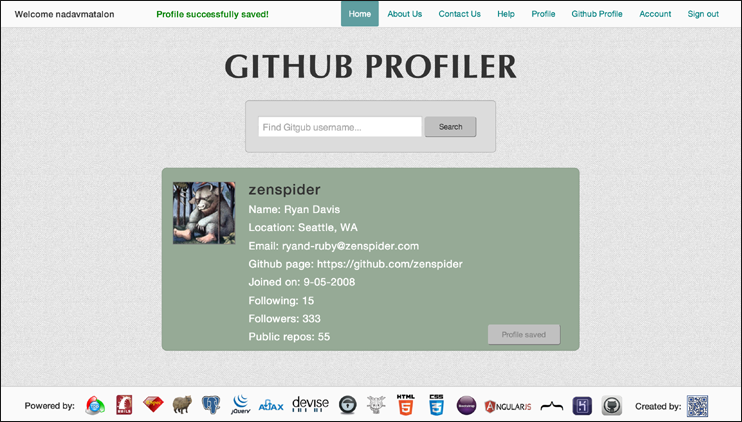 Welcome nadavmatalon
Profile successfully saved!
Home
About Us
Contact Us
Help
Profile
Github Profile
Account
Sign out
GITHUB PROFILER
Find Gitgub username...
Search
zenspider
Name: Ryan Davis
Location: Seattle, WA
Email: ryand-ruby@zenspider.com
Github page: https://github.com/zenspider
Joined on: 9-05-2008
Following: 15
Followers: 333
Public repos: 55
Profile saved
Powered by:
jQuery
AJAX
devise
HTML
5
CSS
3
ANGULARJS
Created by: